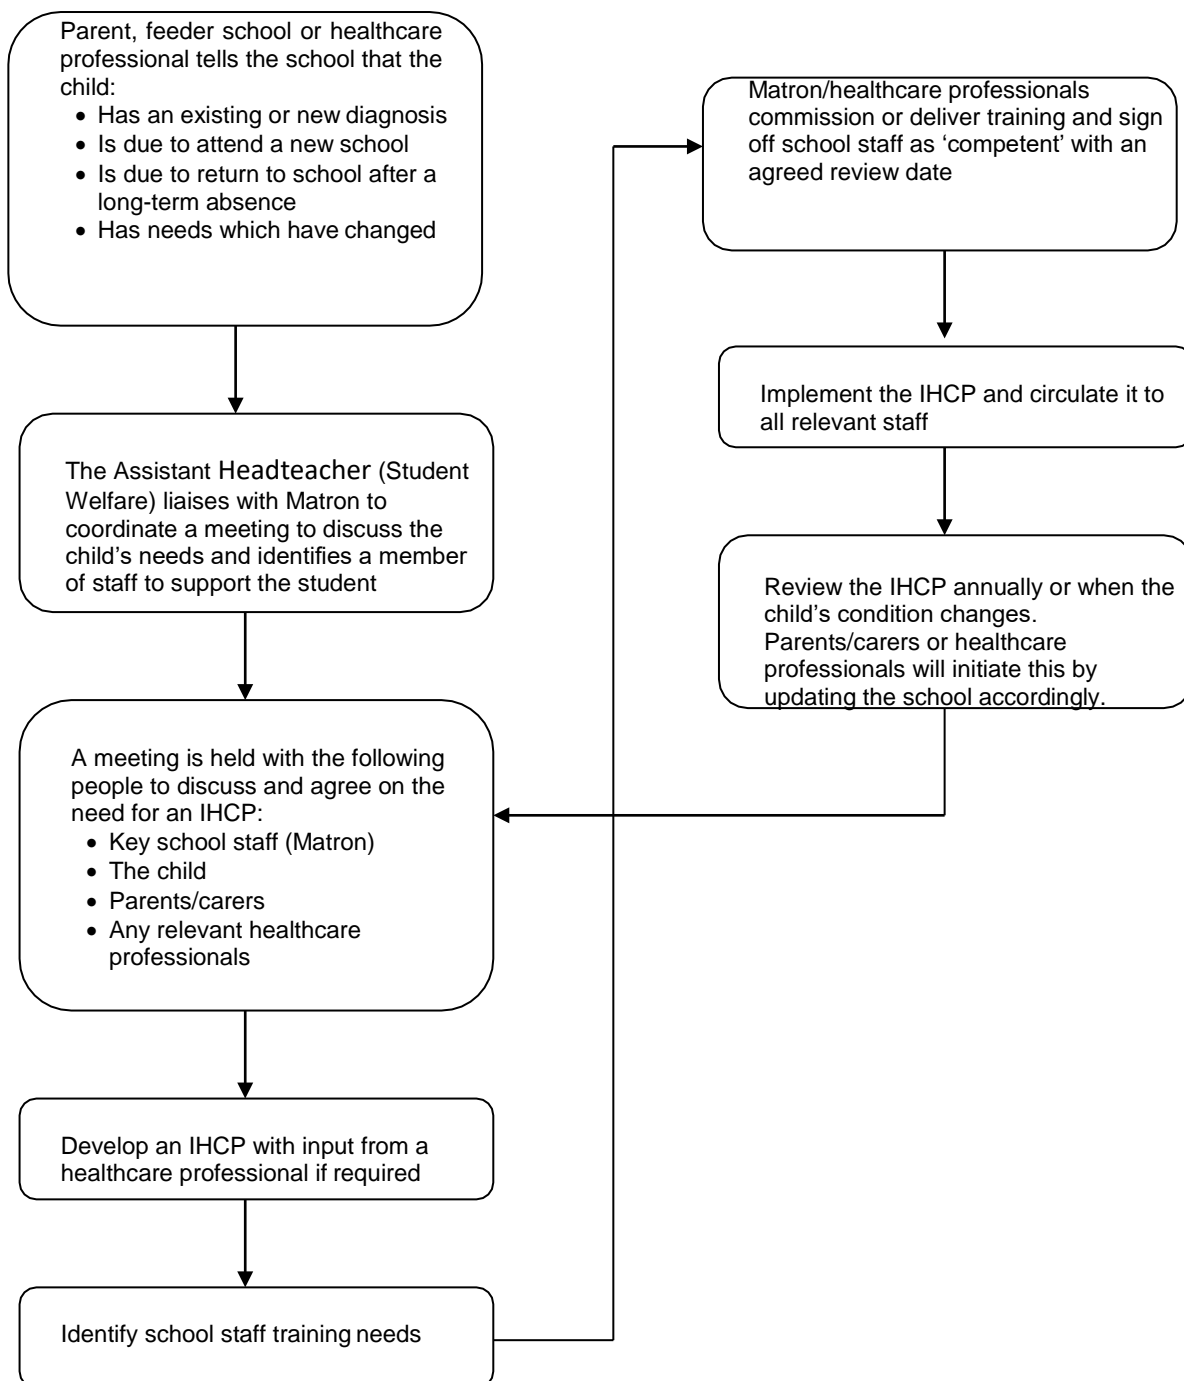 Parent, feeder school or healthcare
professional tells the school that the
child:
• Has an existing or new diagnosis
• Is due to attend a new school
• Is due to return to school after a
long-term absence
• Has needs which have changed
The Assistant Headteacher (Student
Welfare) liaises with Matron to
coordinate a meeting to discuss the
child’s needs and identifies a member
of staff to support the student
A meeting is held with the following
people to discuss and agree on the
need for an IHCP:
• Key school staff (Matron)
• The child
• Parents/carers
• Any relevant healthcare
professionals
Develop an IHCP with input from a
healthcare professional if required
Identify school staff training needs
Matron/healthcare professionals
commission or deliver training and sign
off school staff as ‘competent’ with an
agreed review date
Implement the IHCP and circulate it to
all relevant staff
Review the IHCP annually or when the
child’s condition changes.
Parents/carers or healthcare
professionals will initiate this by
updating the school accordingly.